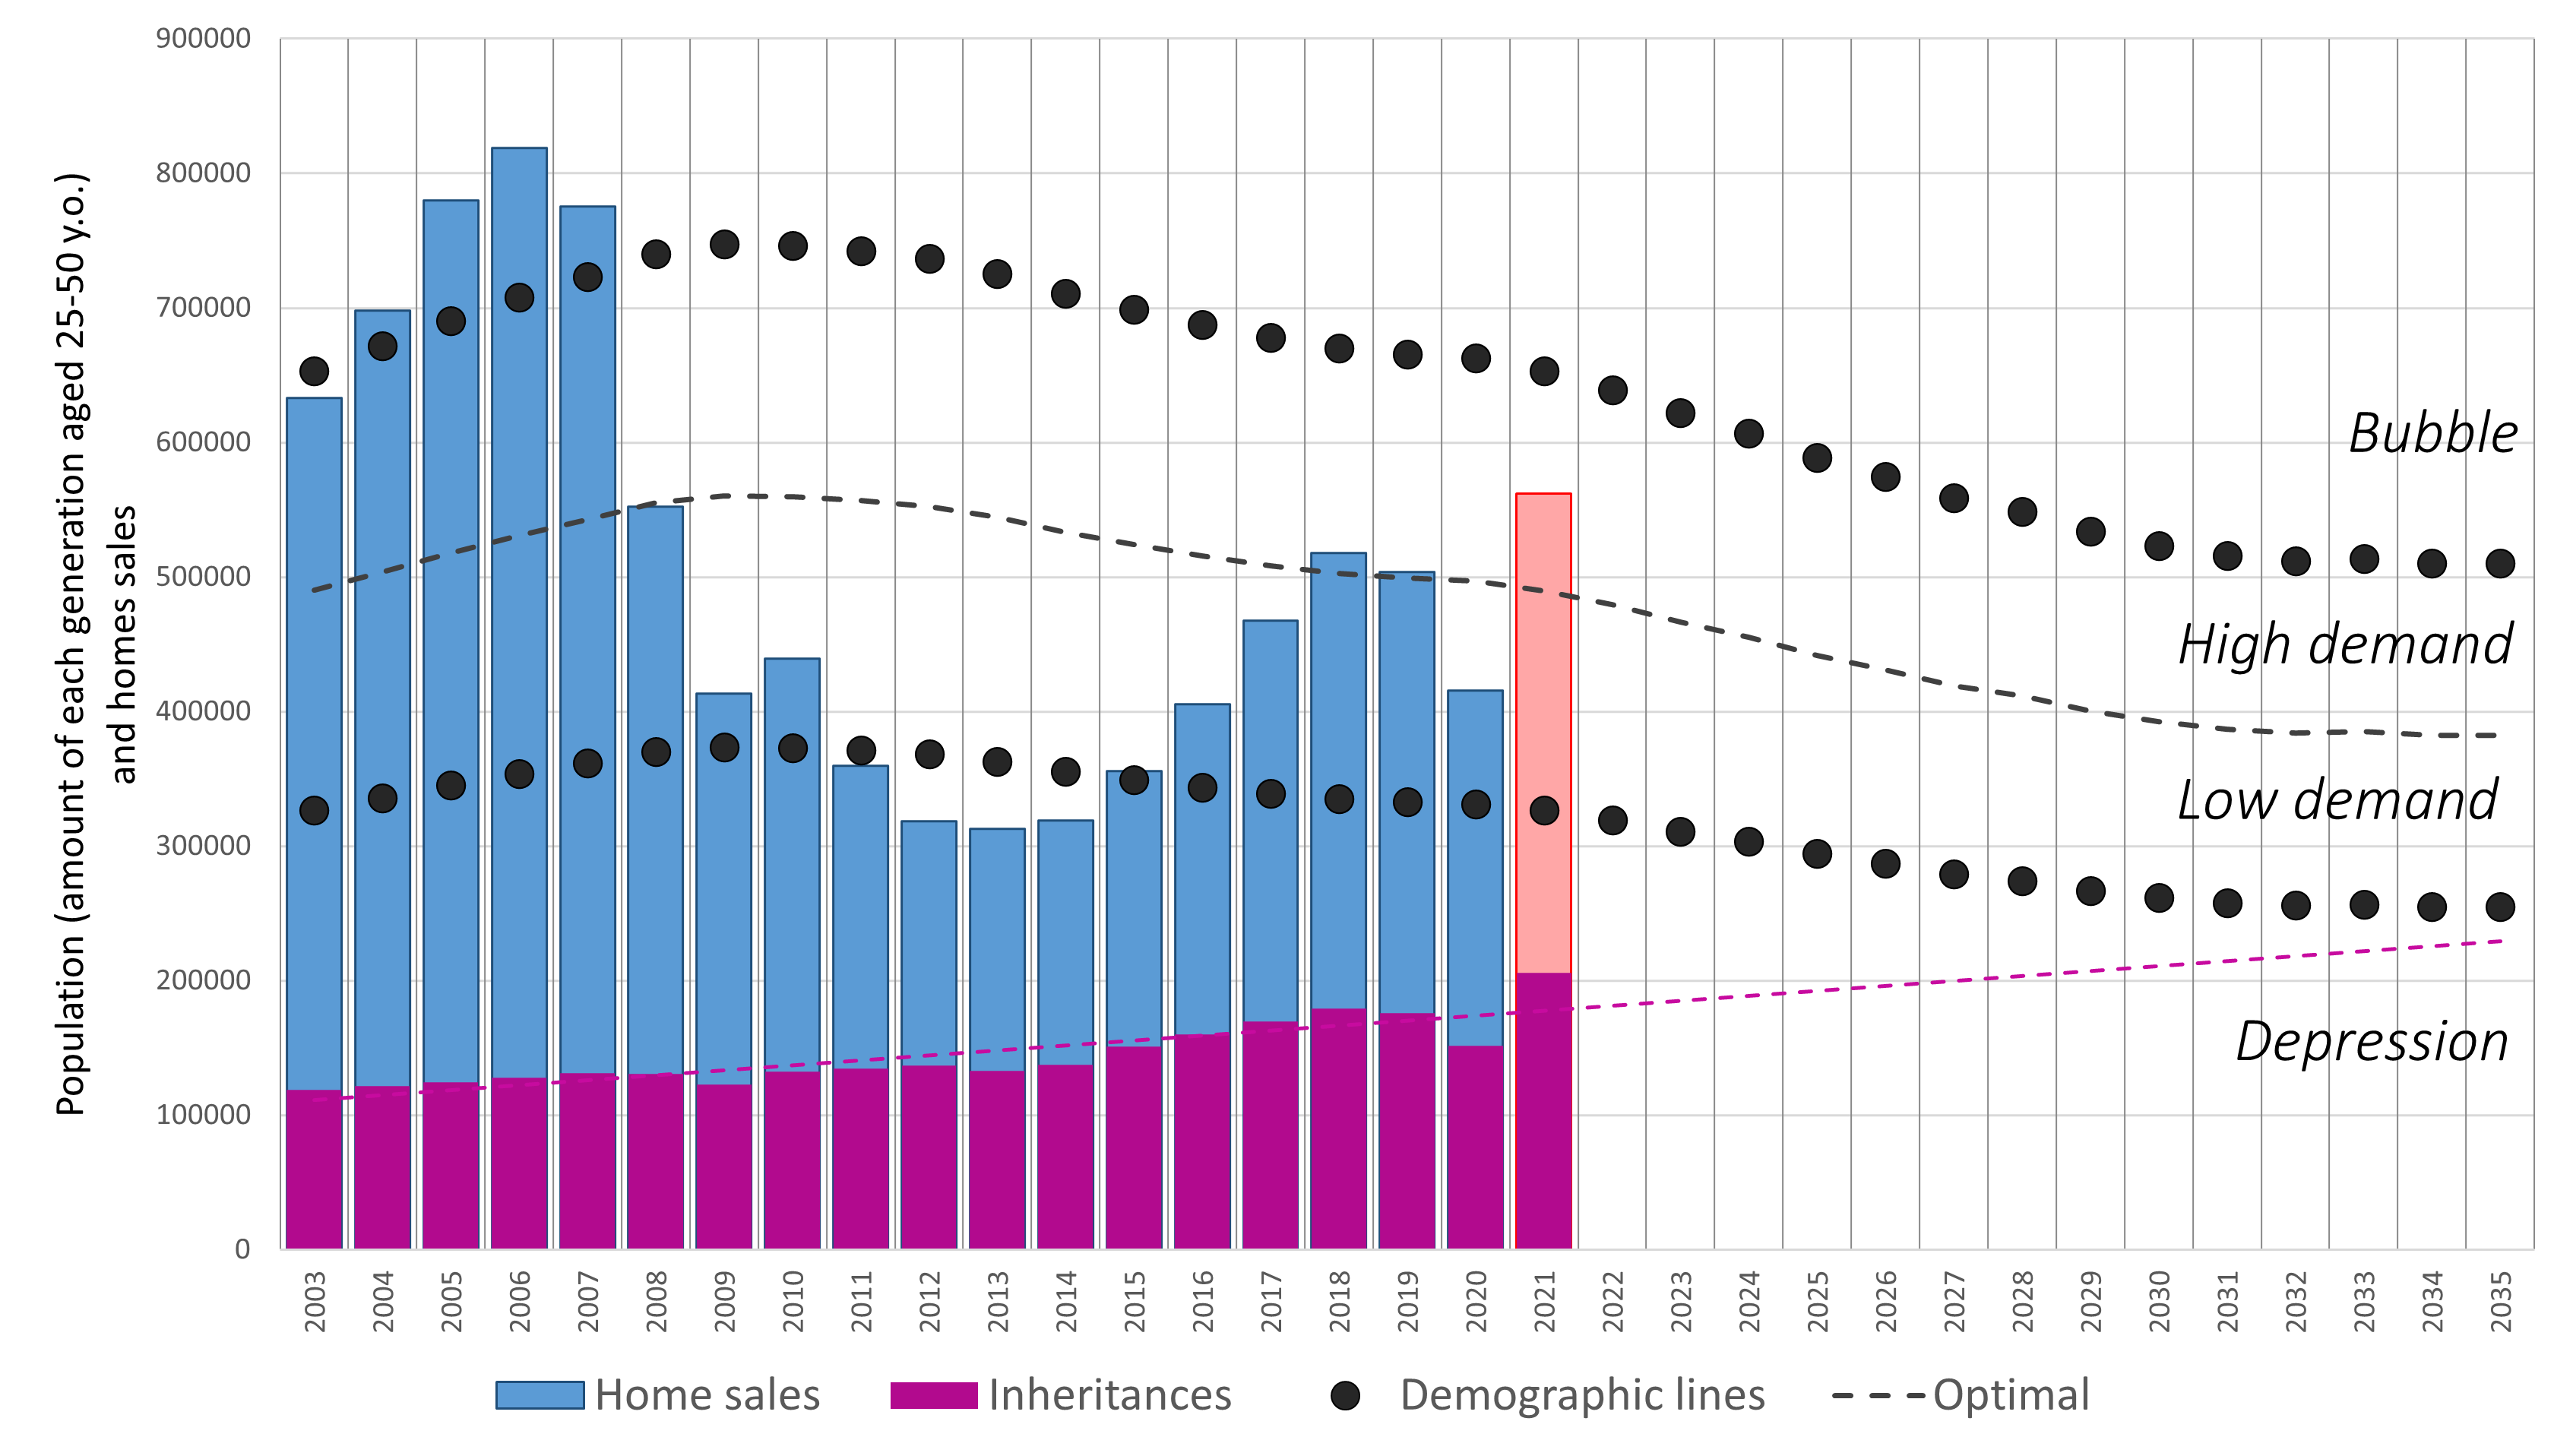 Population (amount of each generation aged 25-50 y.o.)
and homes sales
900000
800000
700000
600000
500000
400000
300000
200000
100000
0
Bubble
High demand
Low demand
Depression
2003 2004 2005 2006 2007 2008 2009 2010 2011 2012 2013 2014 2015 2016 2017 2018 2019 2020 2021 2022 2023 2024 2025 2026 2027 2028 2029 2030 2031 2032 2033 2034 2035
Home sales Inheritances Demographic lines Optimal